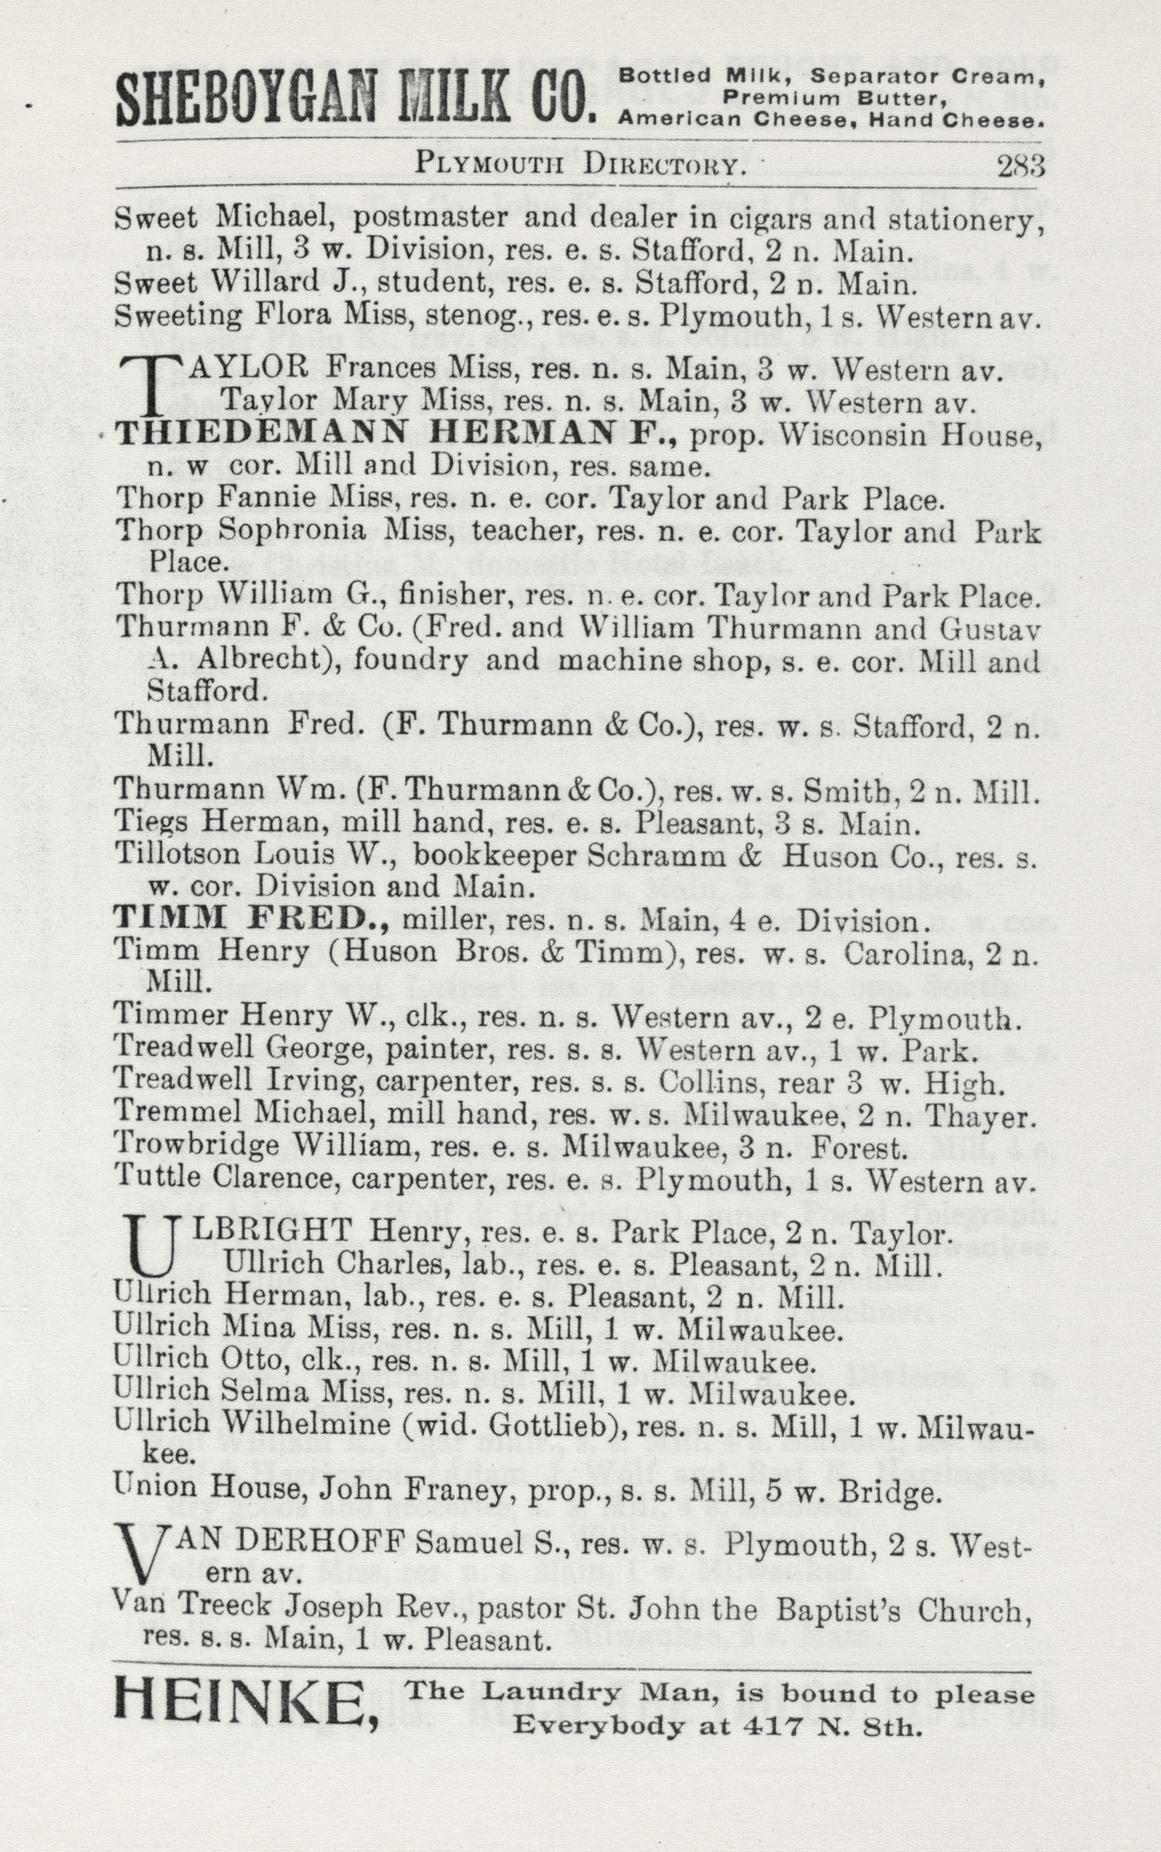 SHEBOYGAN MILK CO. Bottled Milk, Separator Cream,
Premium Butter,
American Cheese, Hand Cheese.
PLYMOUTH DIRECTORY. 283
Sweet Michael, postmaster and dealer in cigars and stationery,
n. s. Mill, 3 w. Division, res. e. s. Stafford, 2 n. Main.
Sweet Willard J., student, res. e. s. Stafford, 2 n. Main.
Sweeting Flora Miss, stenog., res. e. s. Plymouth, 1 s. Western av.
TAYLOR Frances Miss, res. n. s. Main, 3 w. Western av.
Taylor Mary Miss, res. n. s. Main, 3 w. Western av.
THIEDEMANN HERMAN F., prop. Wisconsin House,
n. w cor. Mill and Division, res. same.
Thorp Fannie Miss, res. n. e. cor. Taylor and Park Place.
Thorp Sophronia Miss, teacher, res. n. e. cor. Taylor and Park
Place.
Thorp William G., finisher, res. n. e. cor. Taylor and Park Place.
Thurmann F. & Co. (Fred. and William Thurmann and Gustav
A. Albrecht), foundry and machine shop, s. e. cor. Mill and
Stafford.
Thurmann Fred. (F. Thurmann & Co.), res. w. s. Stafford, 2 n.
Mill.
Thurmann Wm. (F. Thurmann & Co.), res. w. s. Smith, 2 n. Mill.
Tiegs Herman, mill hand, res. e. s. Pleasant, 3 s. Main.
Tillotson Louis W., bookkeeper Schramm & Huson Co., res. s.
w. cor. Division and Main.
TIMM FRED., miller, res. n. s. Main, 4 e. Division.
Timm Henry (Huson Bros. & Timm), res. w. s. Carolina, 2 n.
Mill.
Timmer Henry W., clk., res. n. s. Western av., 2 e. Plymouth.
Treadwell George, painter, res. s. s. Western av., 1 w. Park.
Treadwell Irving, carpenter, res. s. s. Collins, rear 3 w. High.
Tremmel Michael, mill hand, res. w. s. Milwaukee, 2 n. Thayer.
Trowbridge William, res. e. s. Milwaukee, 3 n. Forest.
Tuttle Clarence, carpenter, res. e. s. Plymouth, 1 s. Western av.
ULBRIGHT Henry, res. e. s. Park Place, 2 n. Taylor.
Ullrich Charles, lab., res. e. s. Pleasant, 2 n. Mill.
Ullrich Herman, lab., res. e. s. Pleasant, 2 n. Mill.
Ullrich Mina Miss, res. n. s. Mill, 1 w. Milwaukee.
Ullrich Otto, clk., res. n. s. Mill, 1 w. Milwaukee.
Ullrich Selma Miss, res. n. s. Mill, 1 w. Milwaukee.
Ullrich Wilhelmine (wid. Gottlieb), res. n. s. Mill, 1 w. Milwau-
kee.
Union House, John Franey, prop., s. s. Mill, 5 w. Bridge.
VAN DERHOFF Samuel S., res. w. s. Plymouth, 2 s. West-
ern av.
Van Treeck Joseph Rev., pastor St. John the Baptist's Church,
res. s. s. Main, 1 w. Pleasant.
HEINKE, The Laundry Man, is bound to please
Everybody at 417 N. 8th.